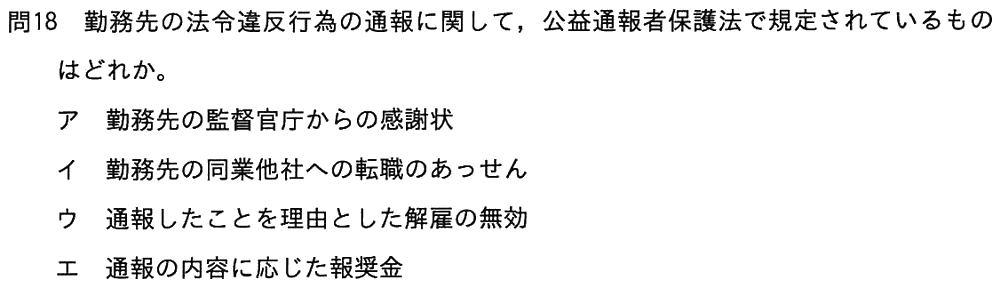 問18 勤務先の法令違反行為の通報に関して，公益通報者保護法で規定されているもの
はどれか。
ア 勤務先の監督官庁からの感謝状
イ 勤務先の同業他社への転職のあっせん
ウ 通報したことを理由とした解雇の無効
エ 通報の内容に応じた報奨金